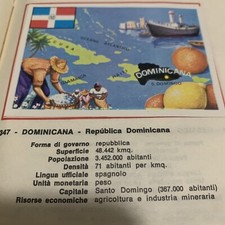 DOMINICANA
347 - DOMINICANA - República Dominicana
Forma di governo repubblica
Superficie 48.442 kmq.
Popolazione 3.452.000 abitanti
Densità 71 abitanti per kmq.
Lingua ufficiale spagnolo
Unità monetaria peso
Capitale Santo Domingo (367.000 abitanti)
Risorse economiche agricoltura e industria mineraria